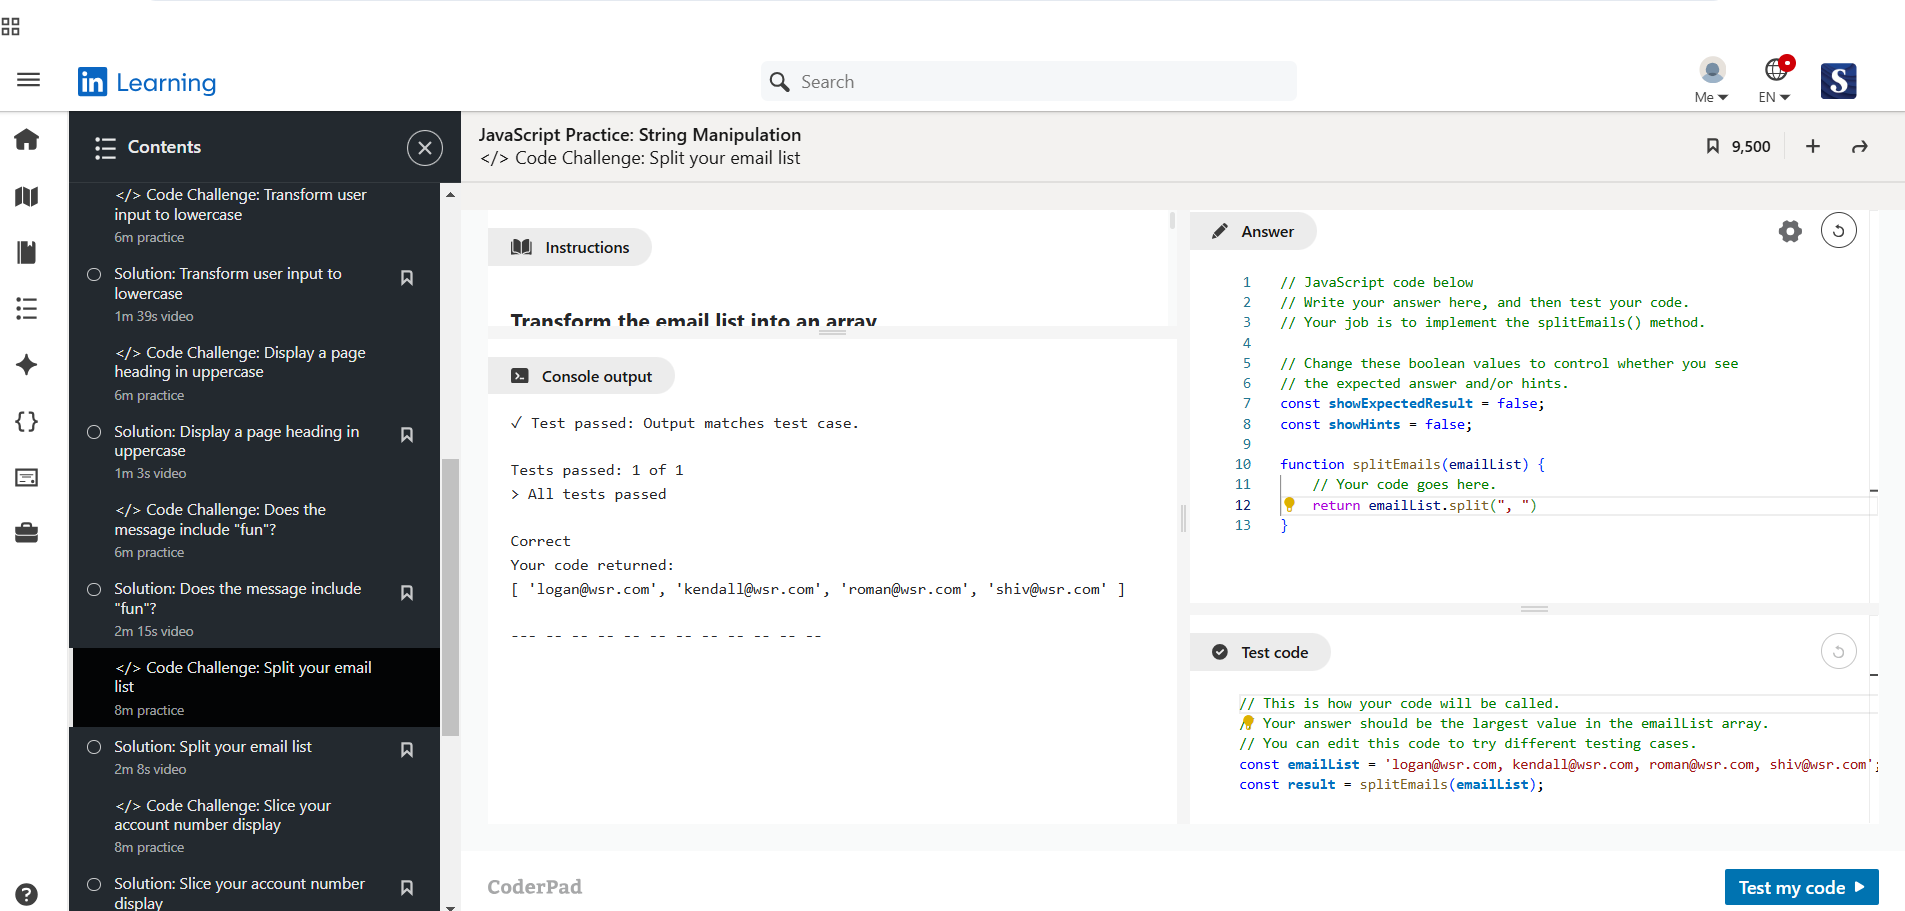 in Learning
Search
Me
EN
S
Contents
</> Code Challenge: Transform user
input to lowercase
6m practice
Solution: Transform user input to
lowercase
1m 39s video
</> Code Challenge: Display a page
heading in uppercase
6m practice
Solution: Display a page heading in
uppercase
1m 3s video
</> Code Challenge: Does the
message include "fun"?
6m practice
Solution: Does the message include
"fun"?
2m 15s video
</> Code Challenge: Split your email
list
8m practice
Solution: Split your email list
2m 8s video
</> Code Challenge: Slice your
account number display
8m practice
Solution: Slice your account number
display
JavaScript Practice: String Manipulation
</> Code Challenge: Split your email list
9,500
Instructions
Transform the email list into an array
Console output
✓ Test passed: Output matches test case.
Tests passed: 1 of 1
> All tests passed
Correct
Your code returned:
[ 'logan@wsr.com', 'kendall@wsr.com', 'roman@wsr.com', 'shiv@wsr.com' ]
--- -- -- -- -- -- -- -- -- -- -- --
Answer
1 // JavaScript code below
2 // Write your answer here, and then test your code.
3 // Your job is to implement the splitEmails() method.
4
5 // Change these boolean values to control whether you see
6 // the expected answer and/or hints.
7 const showExpectedResult = false;
8 const showHints = false;
9
10 function splitEmails(emailList) {
11 // Your code goes here.
12 return emailList.split(", ")
13 }
Test code
// This is how your code will be called.
Your answer should be the largest value in the emailList array.
// You can edit this code to try different testing cases.
const emailList = 'logan@wsr.com, kendall@wsr.com, roman@wsr.com, shiv@wsr.com';
const result = splitEmails(emailList);
CoderPad
Test my code